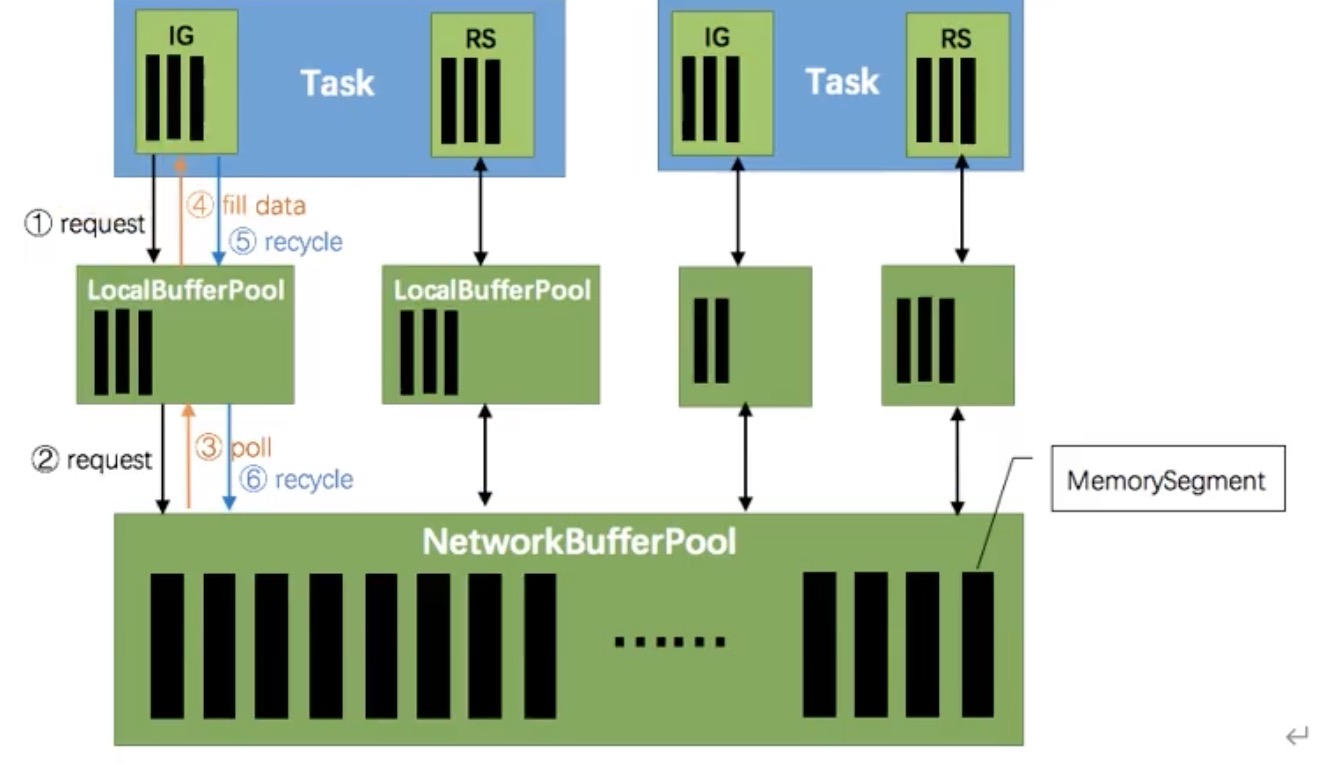 IG
RS
IG
RS
Task
Task
④ fill data
① request
⑤ recycle
LocalBufferPool
LocalBufferPool
③ poll
② request
⑥ recycle
MemorySegment
NetworkBufferPool
......